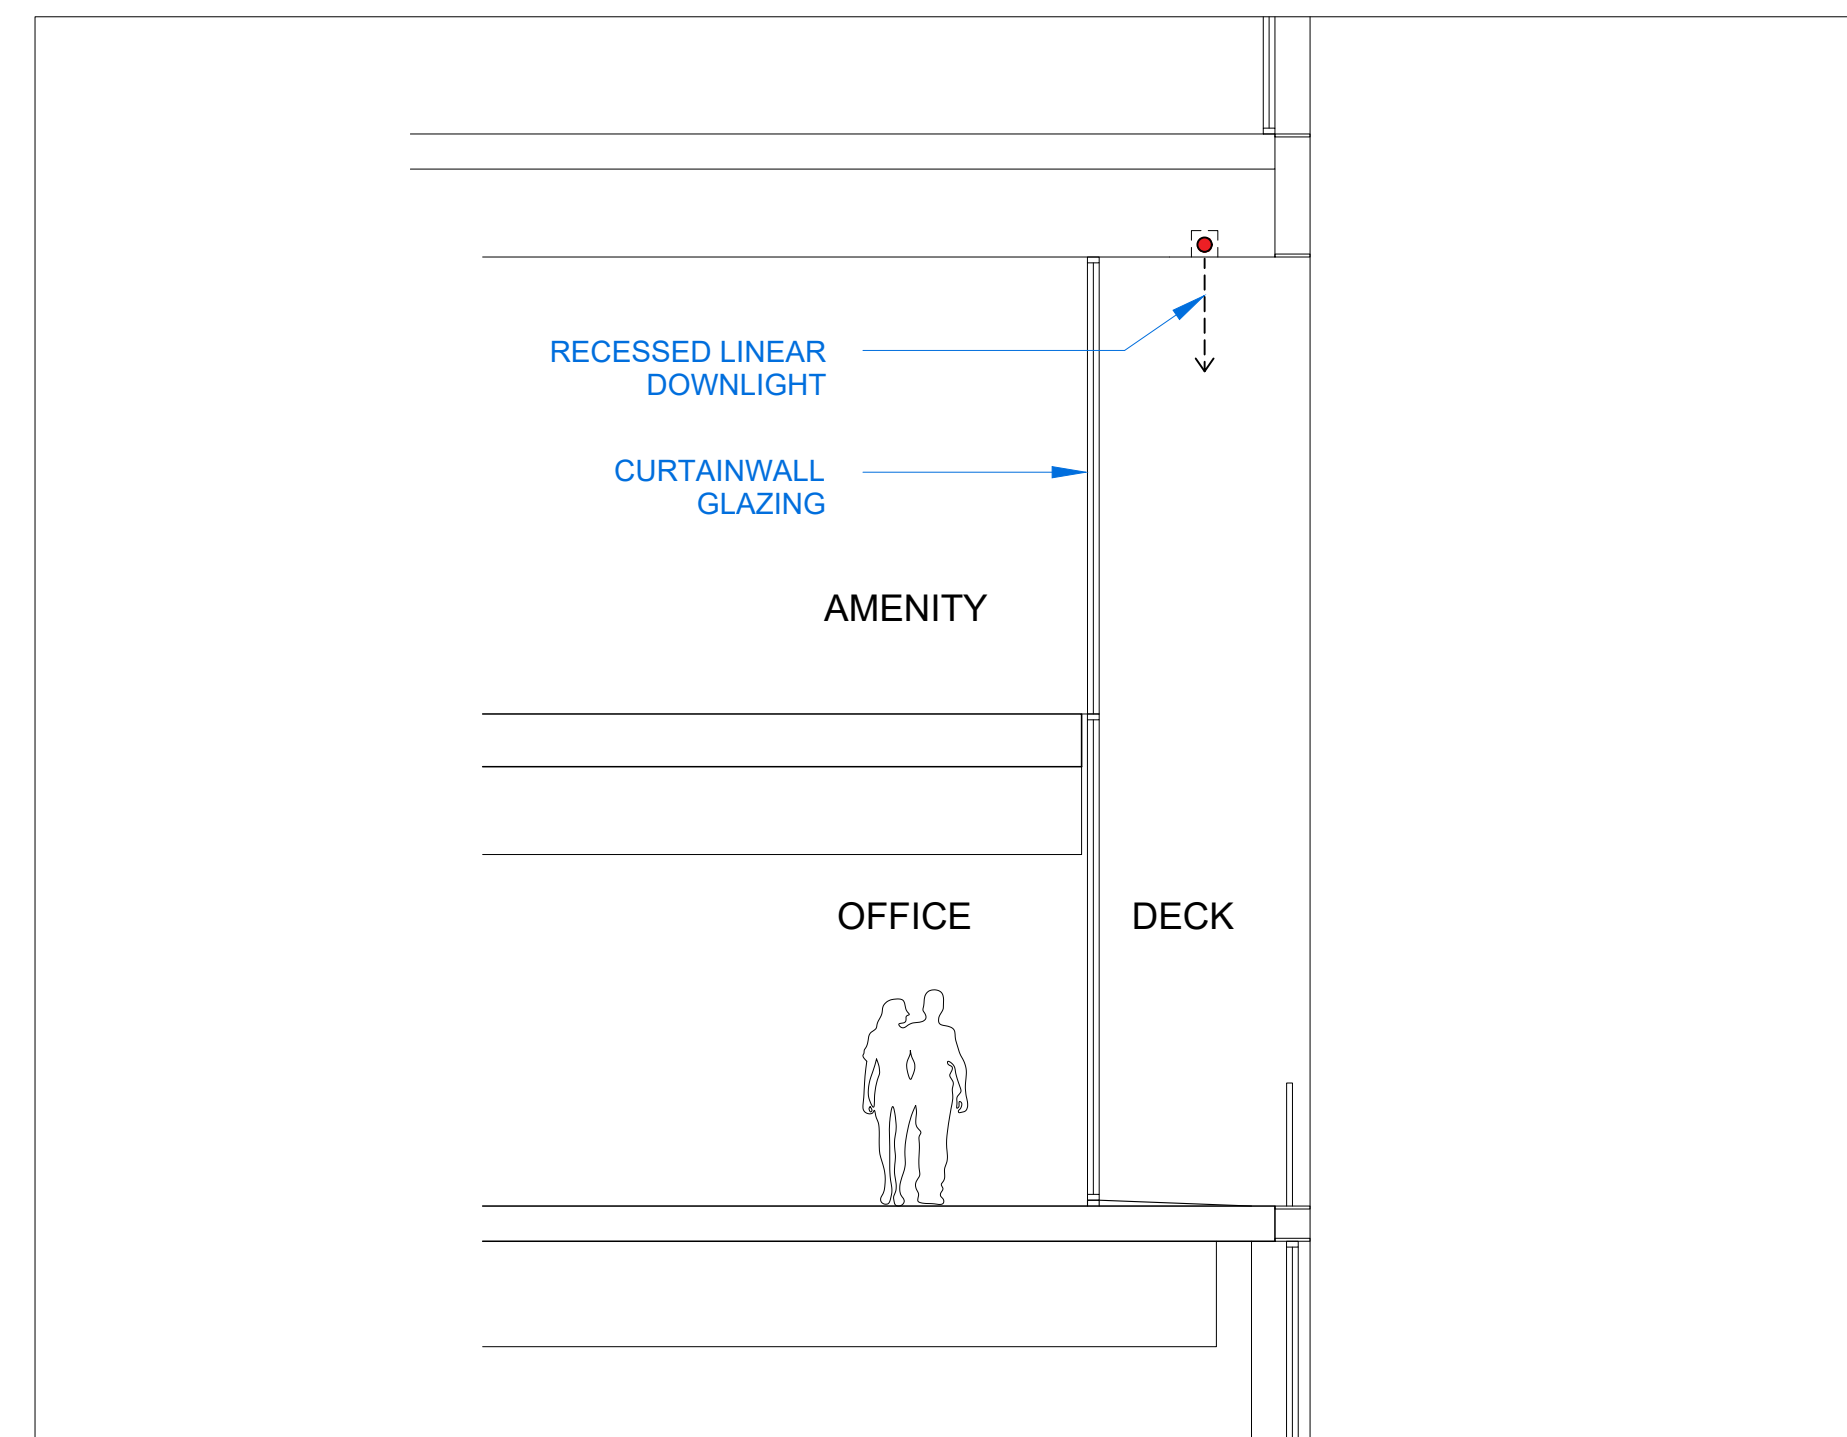 RECESSED LINEAR
DOWNLIGHT
CURTAINWALL
GLAZING
AMENITY
OFFICE
DECK